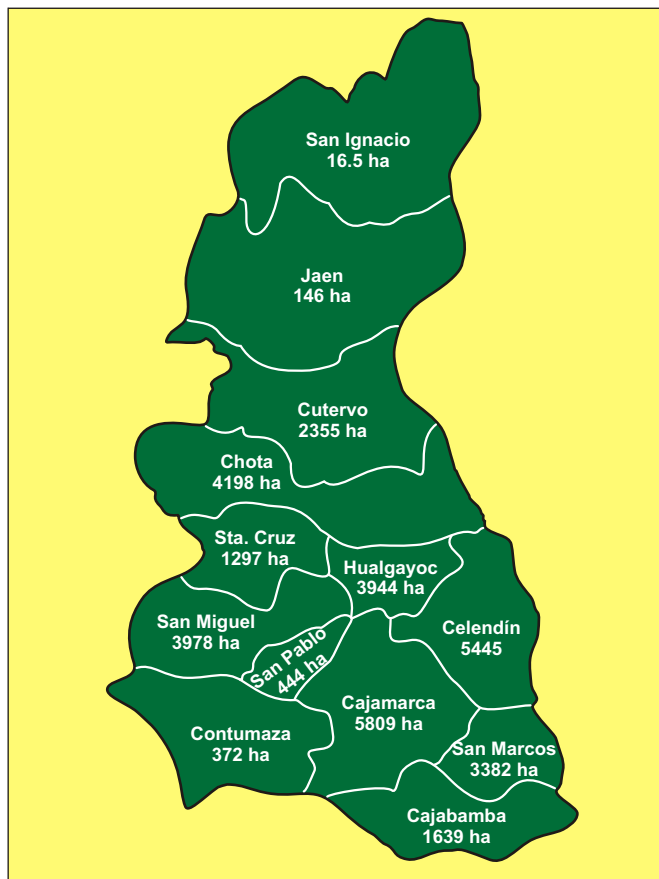 San Ignacio
16.5 ha
Jaen
146 ha
Cutervo
2355 ha
Chota
4198 ha
Sta. Cruz
1297 ha
Hualgayoc
3944 ha
San Miguel
3978 ha
Celendín
5445
San Pablo
444 ha
Cajamarca
5809 ha
Contumaza
372 ha
San Marcos
3382 ha
Cajabamba
1639 ha